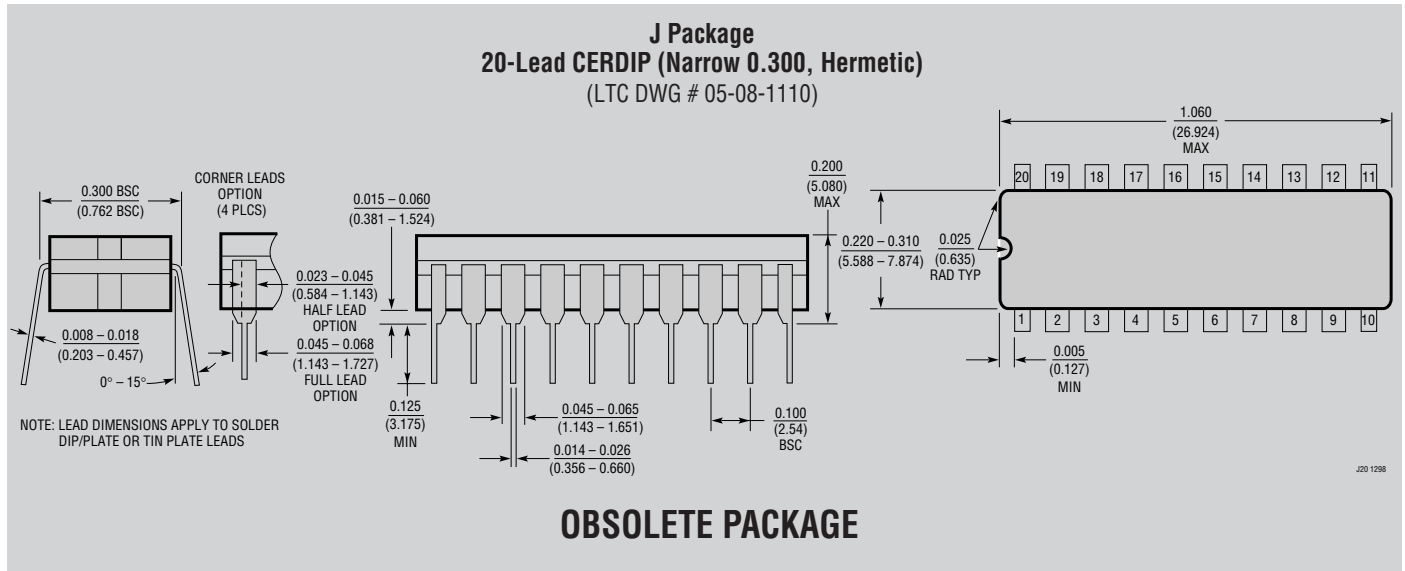 J Package
20-Lead CERDIP (Narrow 0.300, Hermetic)
(LTC DWG # 05-08-1110)
0.300 BSC
(0.762 BSC)
0.008 – 0.018
(0.203 – 0.457)
0° – 15°
CORNER LEADS
OPTION
(4 PLCS)
0.023 – 0.045
(0.584 – 1.143)
HALF LEAD
OPTION
0.045 – 0.068
(1.143 – 1.727)
FULL LEAD
OPTION
NOTE: LEAD DIMENSIONS APPLY TO SOLDER
DIP/PLATE OR TIN PLATE LEADS
0.015 – 0.060
(0.381 – 1.524)
0.200
(5.080)
MAX
0.125
(3.175)
MIN
0.045 – 0.065
(1.143 – 1.651)
0.014 – 0.026
(0.356 – 0.660)
0.100
(2.54)
BSC
1.060
(26.924)
MAX
20 19 18 17 16 15 14 13 12 11
0.220 – 0.310
(5.588 – 7.874)
0.025
(0.635)
RAD TYP
1 2 3 4 5 6 7 8 9 10
0.005
(0.127)
MIN
J20 1298
OBSOLETE PACKAGE